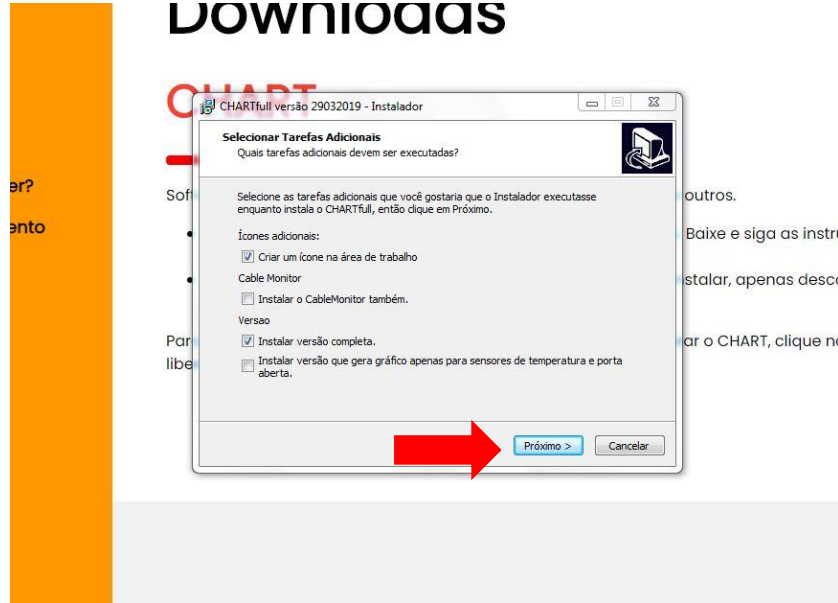 Downloads
CHART
CHARTfull versão 29032019 - Instalador
Selecionar Tarefas Adicionais
Quais tarefas adicionais devem ser executadas?
er?
ento
Soft
outros.
Selecione as tarefas adicionais que você gostaria que o Instalador executasse
enquanto instala o CHARTfull, então clique em Próximo.
Baixe e siga as instru
Ícones adicionais:
Criar um ícone na área de trabalho
Cable Monitor
stalar, apenas desco
Instalar o CableMonitor também.
Versao
Par
Instalar versão completa.
ar o CHART, clique no
libe
Instalar versão que gera gráfico apenas para sensores de temperatura e porta
aberta.
Próximo >
Cancelar